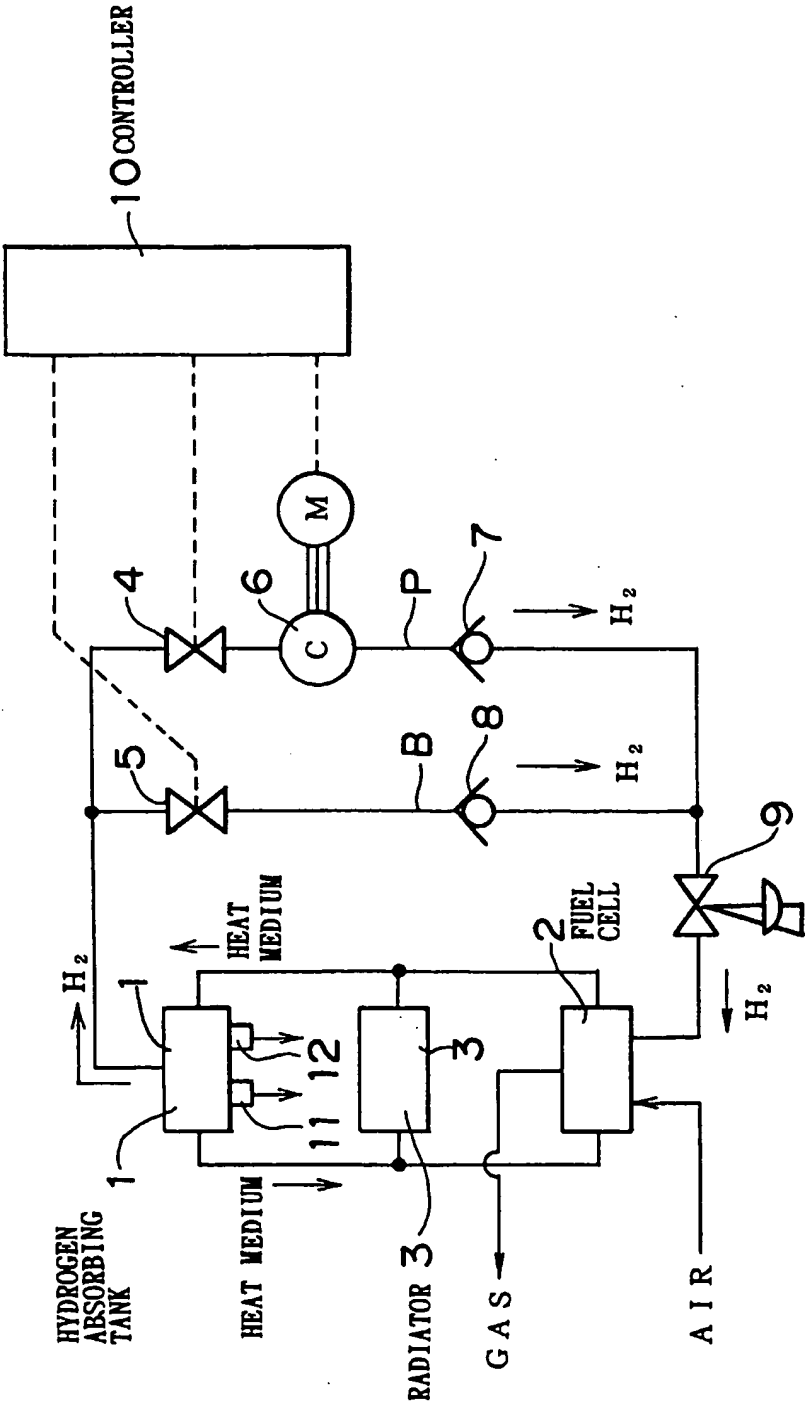 10 CONTROLLER
4
5
6
C
M
P
7
B
8
H2
H2
H2
HEAT
MEDIUM
1
1
11
12
HYDROGEN
ABSORBING
TANK
HEAT MEDIUM
3
RADIATOR 3
2
FUEL
CELL
9
H2
GAS
AIR